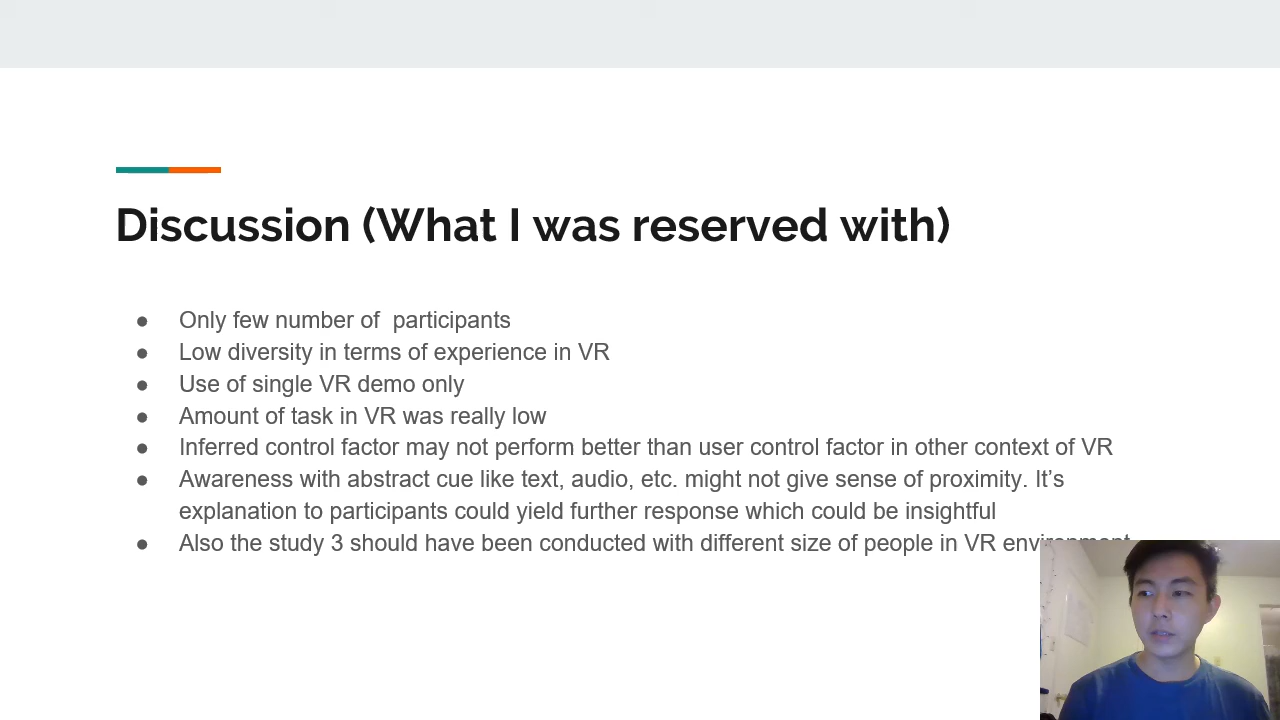 Discussion (What I was reserved with)
● Only few number of  participants
● Low diversity in terms of experience in VR
● Use of single VR demo only
● Amount of task in VR was really low
● Inferred control factor may not perform better than user control factor in other context of VR
● Awareness with abstract cue like text, audio, etc. might not give sense of proximity. It’s
explanation to participants could yield further response which could be insightful
● Also the study 3 should have been conducted with different size of people in VR environment